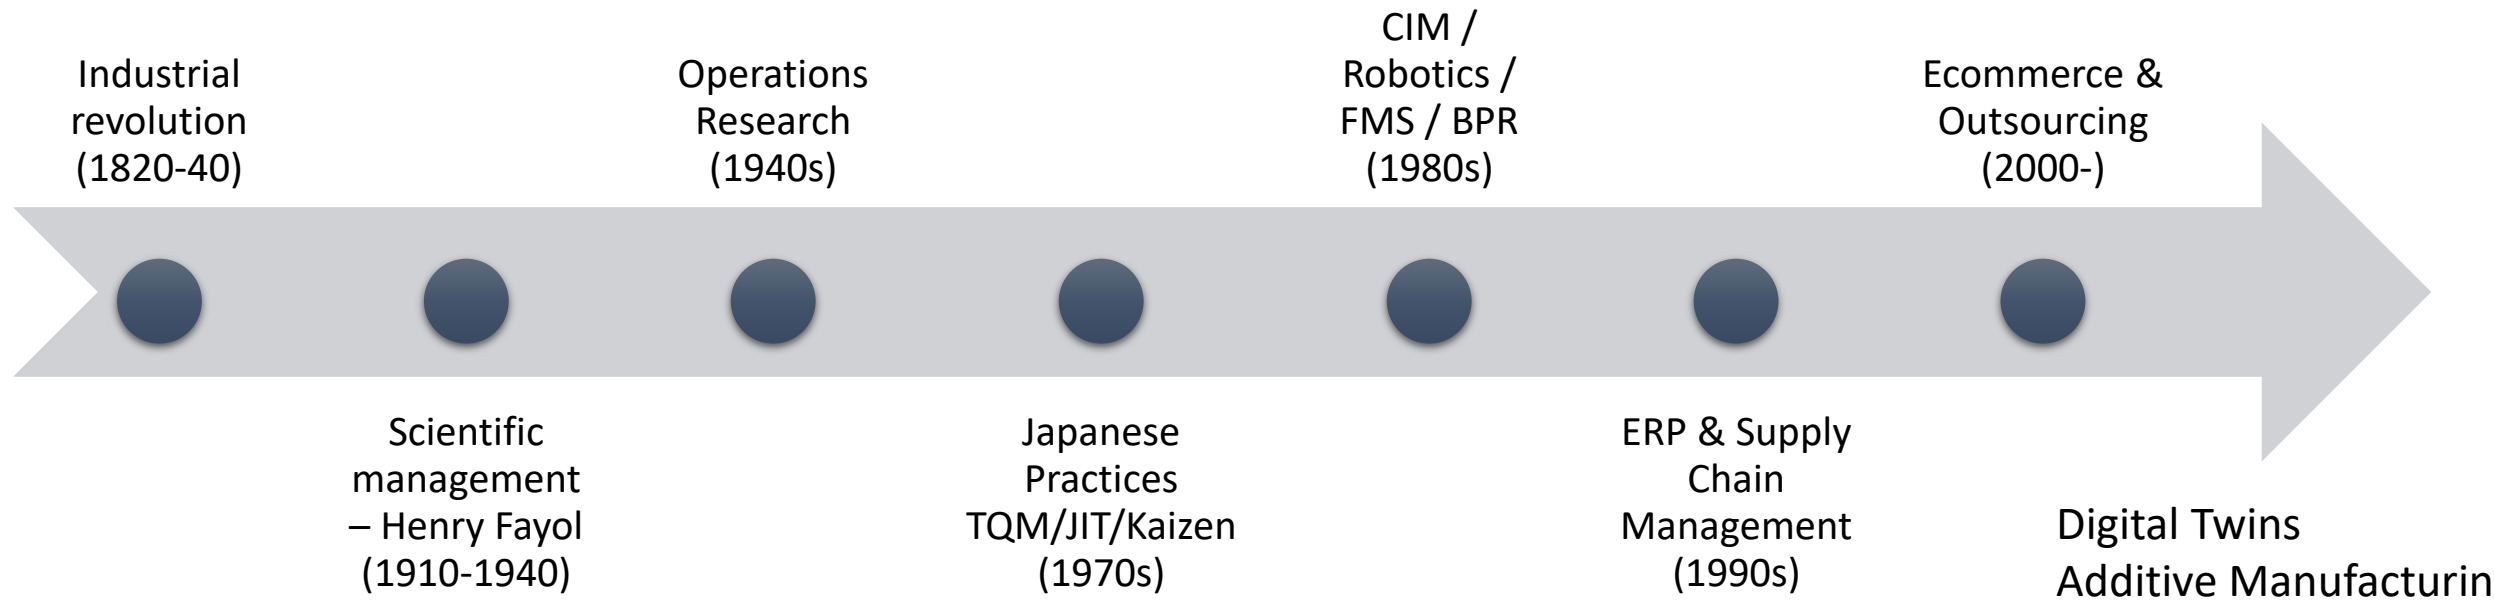 Industrial
revolution
(1820-40)
Scientific
management
– Henry Fayol
(1910-1940)
Operations
Research
(1940s)
Japanese
Practices
TQM/JIT/Kaizen
(1970s)
CIM /
Robotics /
FMS / BPR
(1980s)
ERP & Supply
Chain
Management
(1990s)
Ecommerce &
Outsourcing
(2000-)
Digital Twins
Additive Manufacturin